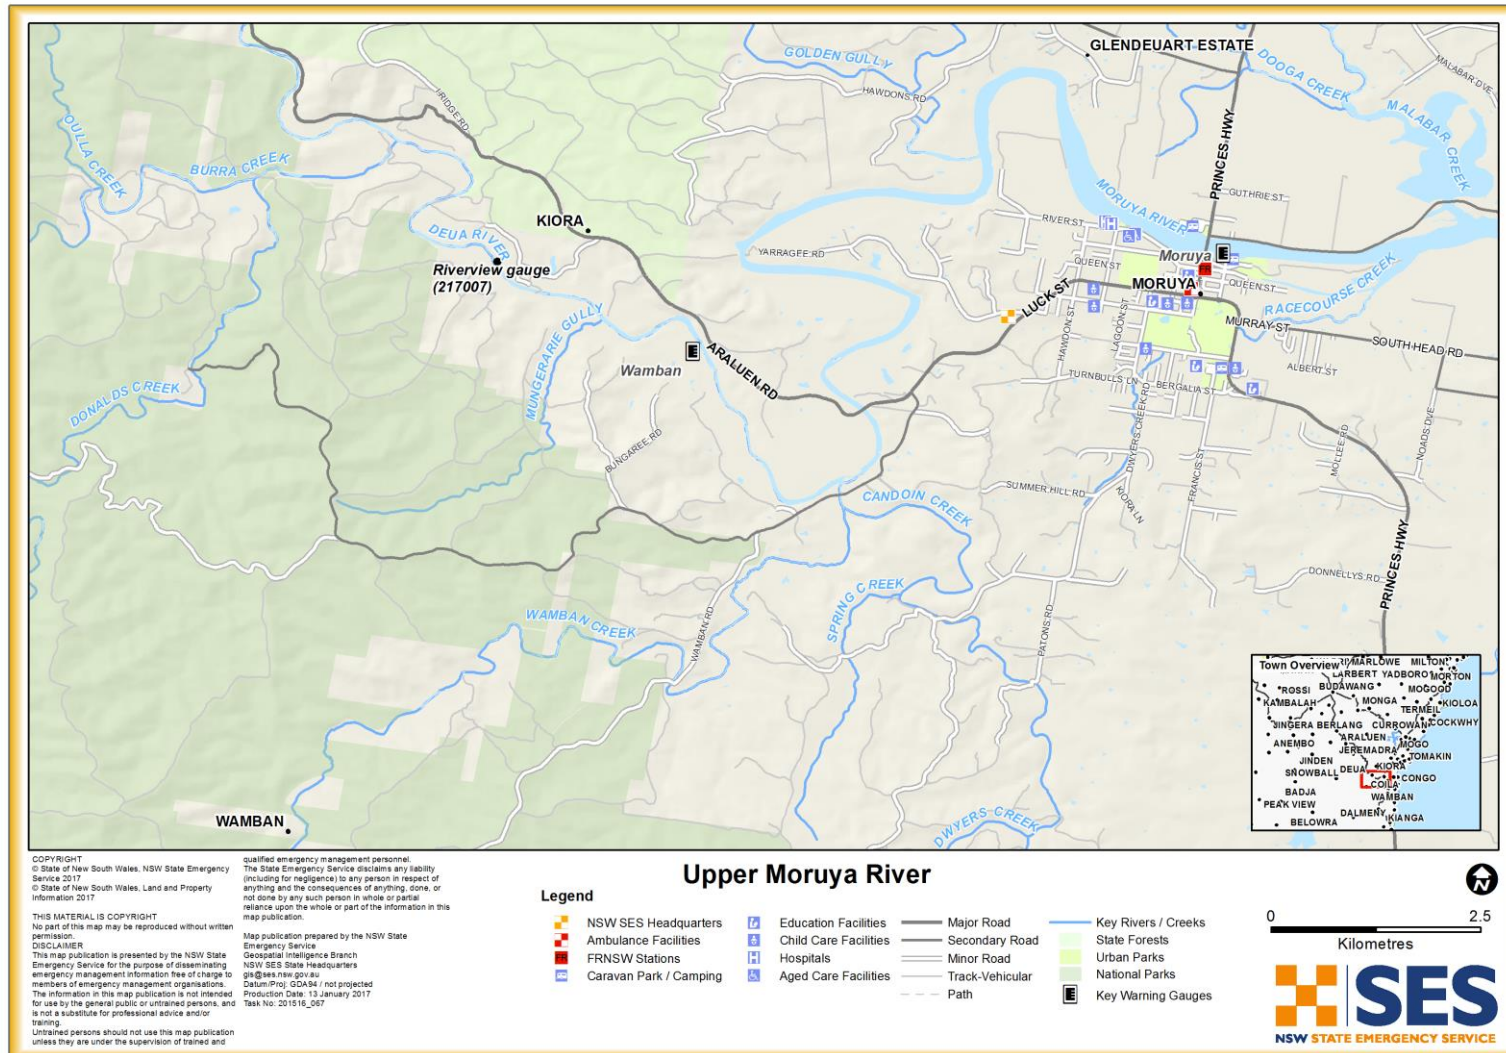 GLENDEUART ESTATE
GOLDEN GULLY
HAWDONS RD
DOOGA CREEK
MALABAR DVE
MALABAR CREEK
PRINCES HWY
RIDGE RD
OULLA CREEK
BURRA CREEK
GUTHRIE ST
MORUYA RIVER
RIVER ST
KIORA
DEUA RIVER
YARRAGEE RD
QUEEN ST
Moruya
FR
Riverview gauge
(217007)
MORUYA
QUEEN ST
RACECOURSE CREEK
LUCK ST
MURRAY ST
SOUTH HEAD RD
HAWDON ST
LAGOON ST
MUNGERARIE GULLY
Wamban
ARALUEN RD
ALBERT ST
TURNBULLS LN
BERGALIA ST
DONALDS CREEK
DWYERS CREEK RD
BUNGAREE RD
MOLLEE RD
NOADS DVE
FRANCIS ST
SUMMER HILL RD
KIORA LN
CANDOIN CREEK
PRINCES HWY
DONNELLYS RD
SPRING CREEK
WAMBAN CREEK
WAMBAN RD
PATONS RD
WAMBAN
DWYERS CREEK
Town Overview
MARLOWE MILTON
LARBERT YADBORO MORTON
ROSSI BUDAWANG MOGOOD
KAMBALAH MONGA TERMEIL KIOLOA
JINGERA BERLANG CURROWAN COCKWHY
ANEMBO ARALUEN MOGO
JEREMADRA TOMAKIN
JINDEN
SNOWBALL DEUA KIORA CONGO
BADJA COILA
PEAK VIEW WAMBAN
DALMENY KIANGA
BELOWRA
COPYRIGHT
© State of New South Wales, NSW State Emergency
Service 2017
© State of New South Wales, Land and Property
Information 2017
THIS MATERIAL IS COPYRIGHT
No part of this map may be reproduced without written
permission.
DISCLAIMER
This map publication is presented by the NSW State
Emergency Service for the purpose of disseminating
emergency management information free of charge to
members of emergency management organisations.
The information in this map publication is not intended
for use by the general public or untrained persons, and
is not a substitute for professional advice and/or
training.
Untrained persons should not use this map publication
unless they are under the supervision of trained and
qualified emergency management personnel.
The State Emergency Service disclaims any liability
(including for negligence) to any person in respect of
anything and the consequences of anything, done, or
not done by any such person in whole or partial
reliance upon the whole or part of the information in this
map publication.
Map publication prepared by the NSW State
Emergency Service
Geospatial Intelligence Branch
NSW SES State Headquarters
gis@ses.nsw.gov.au
Datum/Proj: GDA94 / not projected
Production Date: 13 January 2017
Task No: 201516_067
Upper Moruya River
Legend
NSW SES Headquarters
Ambulance Facilities
FR FRNSW Stations
Caravan Park / Camping
Education Facilities
Child Care Facilities
H Hospitals
Aged Care Facilities
Major Road
Secondary Road
Minor Road
Track-Vehicular
Path
Key Rivers / Creeks
State Forests
Urban Parks
National Parks
Key Warning Gauges
N
0 2.5
Kilometres
SES
NSW STATE EMERGENCY SERVICE